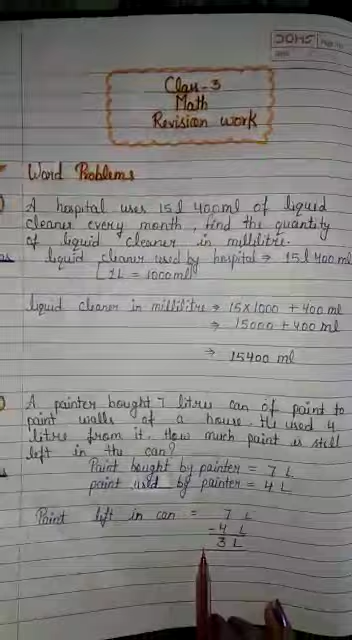 Class-3
Math
Revision work
Word Problems
A hospital uses 15 l 400 ml of liquid
cleaner every month, find the quantity
of liquid cleaner in millilitre.
liquid cleaner used by hospital ⇒ 15 l 400 ml
[1L = 1000 ml]
liquid cleaner in millilitre ⇒ 15 x 1000 + 400 ml
⇒ 15000 + 400 ml
⇒ 15400 ml
A painter bought 7 litre can of paint to
paint walls of a house. He used 4
litre from it. How much paint is still
left in the can?
Paint bought by painter = 7 L
paint used by painter = 4 L
Paint left in can = 7 L
- 4 L
3 L